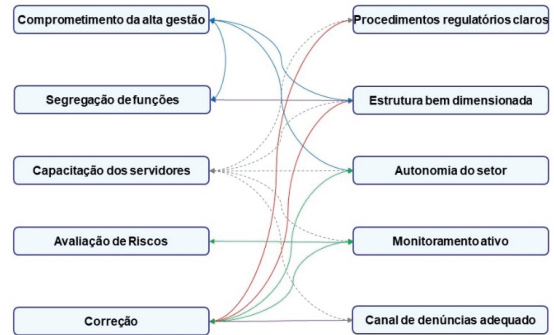 Comprometimento da alta gestão
Procedimentos regulatórios claros
Segregação de funções
Estrutura bem dimensionada
Capacitação dos servidores
Autonomia do setor
Avaliação de Riscos
Monitoramento ativo
Correção
Canal de denúncias adequado